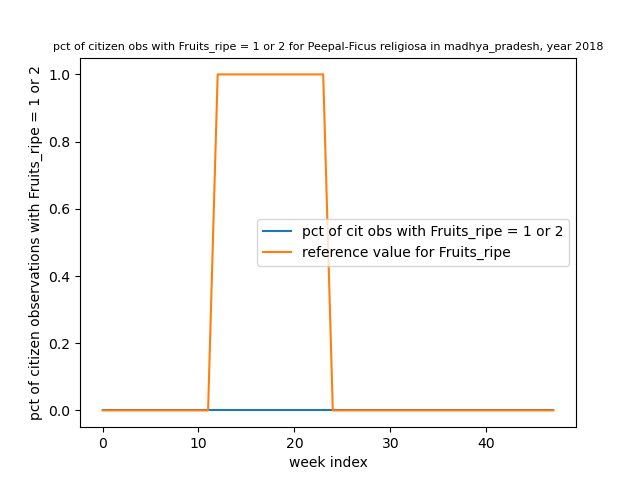 pct of citizen obs with Fruits_ripe = 1 or 2 for Peepal-Ficus religiosa in madhya_pradesh, year 2018
pct of citizen observations with Fruits_ripe = 1 or 2
1.0
0.8
0.6
0.4
0.2
0.0
pct of cit obs with Fruits_ripe = 1 or 2
reference value for Fruits_ripe
0
10
20
30
40
week index